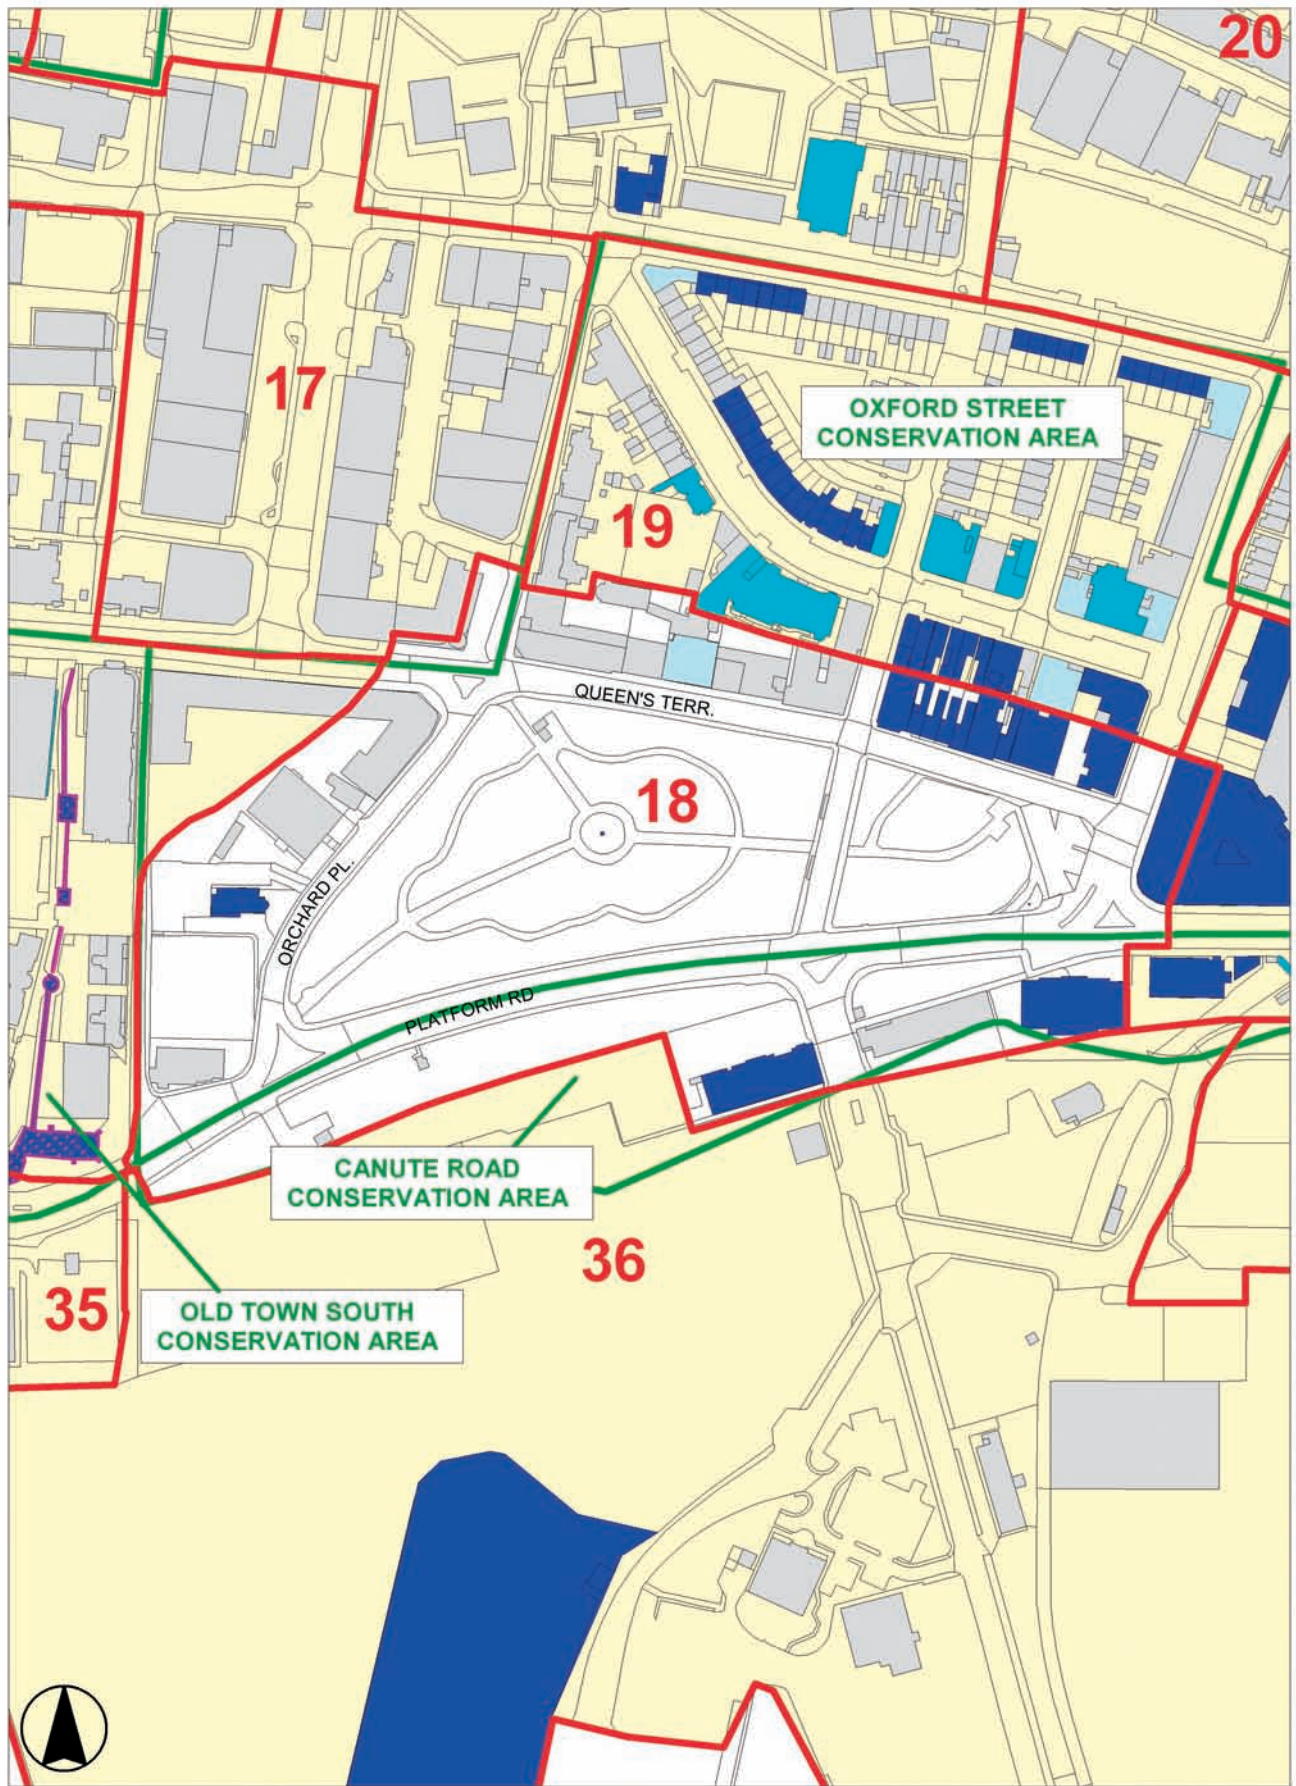 20
17
OXFORD STREET
CONSERVATION AREA
19
QUEEN'S TERR.
18
ORCHARD PL.
PLATFORM RD
CANUTE ROAD
CONSERVATION AREA
36
35
OLD TOWN SOUTH
CONSERVATION AREA